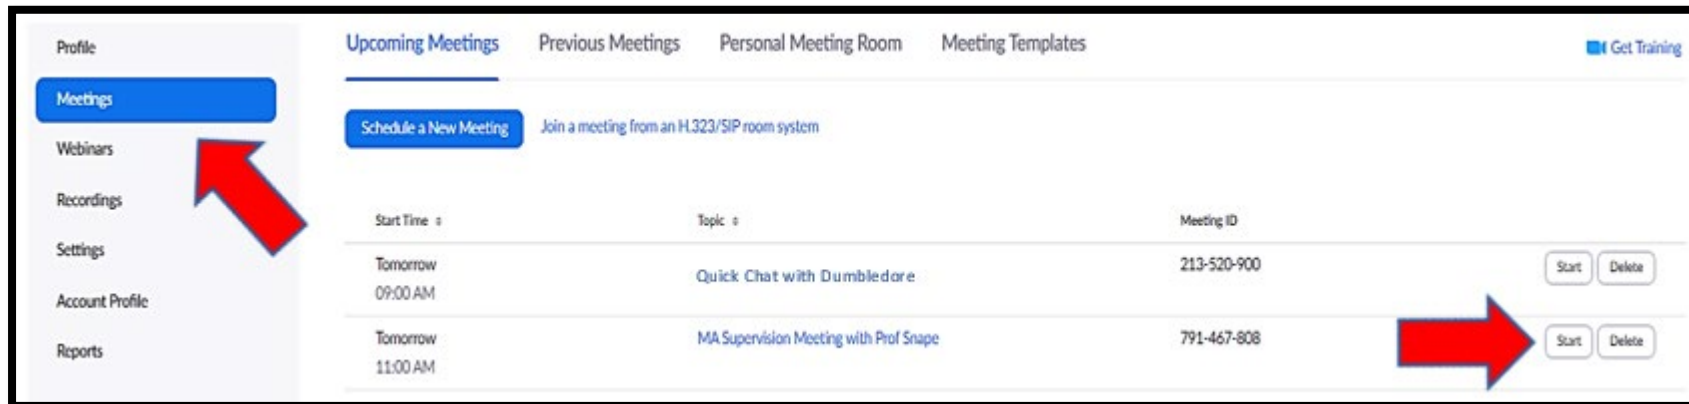 Profile
Meetings
Webinars
Recordings
Settings
Account Profile
Reports
Upcoming Meetings Previous Meetings Personal Meeting Room Meeting Templates Get Training
Schedule a New Meeting Join a meeting from an H.323/SIP room system
Start Time Topic Meeting ID
Tomorrow Quick Chat with Dumbledore 213-520-900 Start Delete
09:00 AM
Tomorrow MA Supervision Meeting with Prof Snape 791-467-808 Start Delete
11:00 AM